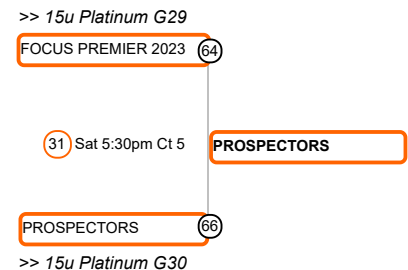 >> 15u Platinum G29
FOCUS PREMIER 2023 64
31 Sat 5:30pm Ct 5 PROSPECTORS
PROSPECTORS 66
>> 15u Platinum G30